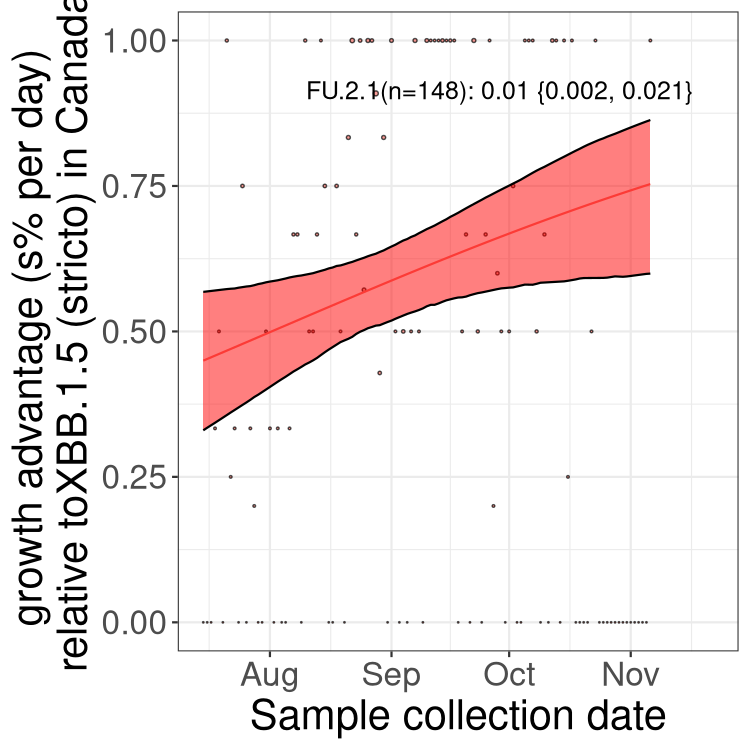 growth advantage (s% per day)
relative toXBB.1.5 (stricto) in Canada
1.00
0.75
0.50
0.25
0.00
FU.2.1(n=148): 0.01 {0.002, 0.021}
Aug Sep Oct Nov
Sample collection date